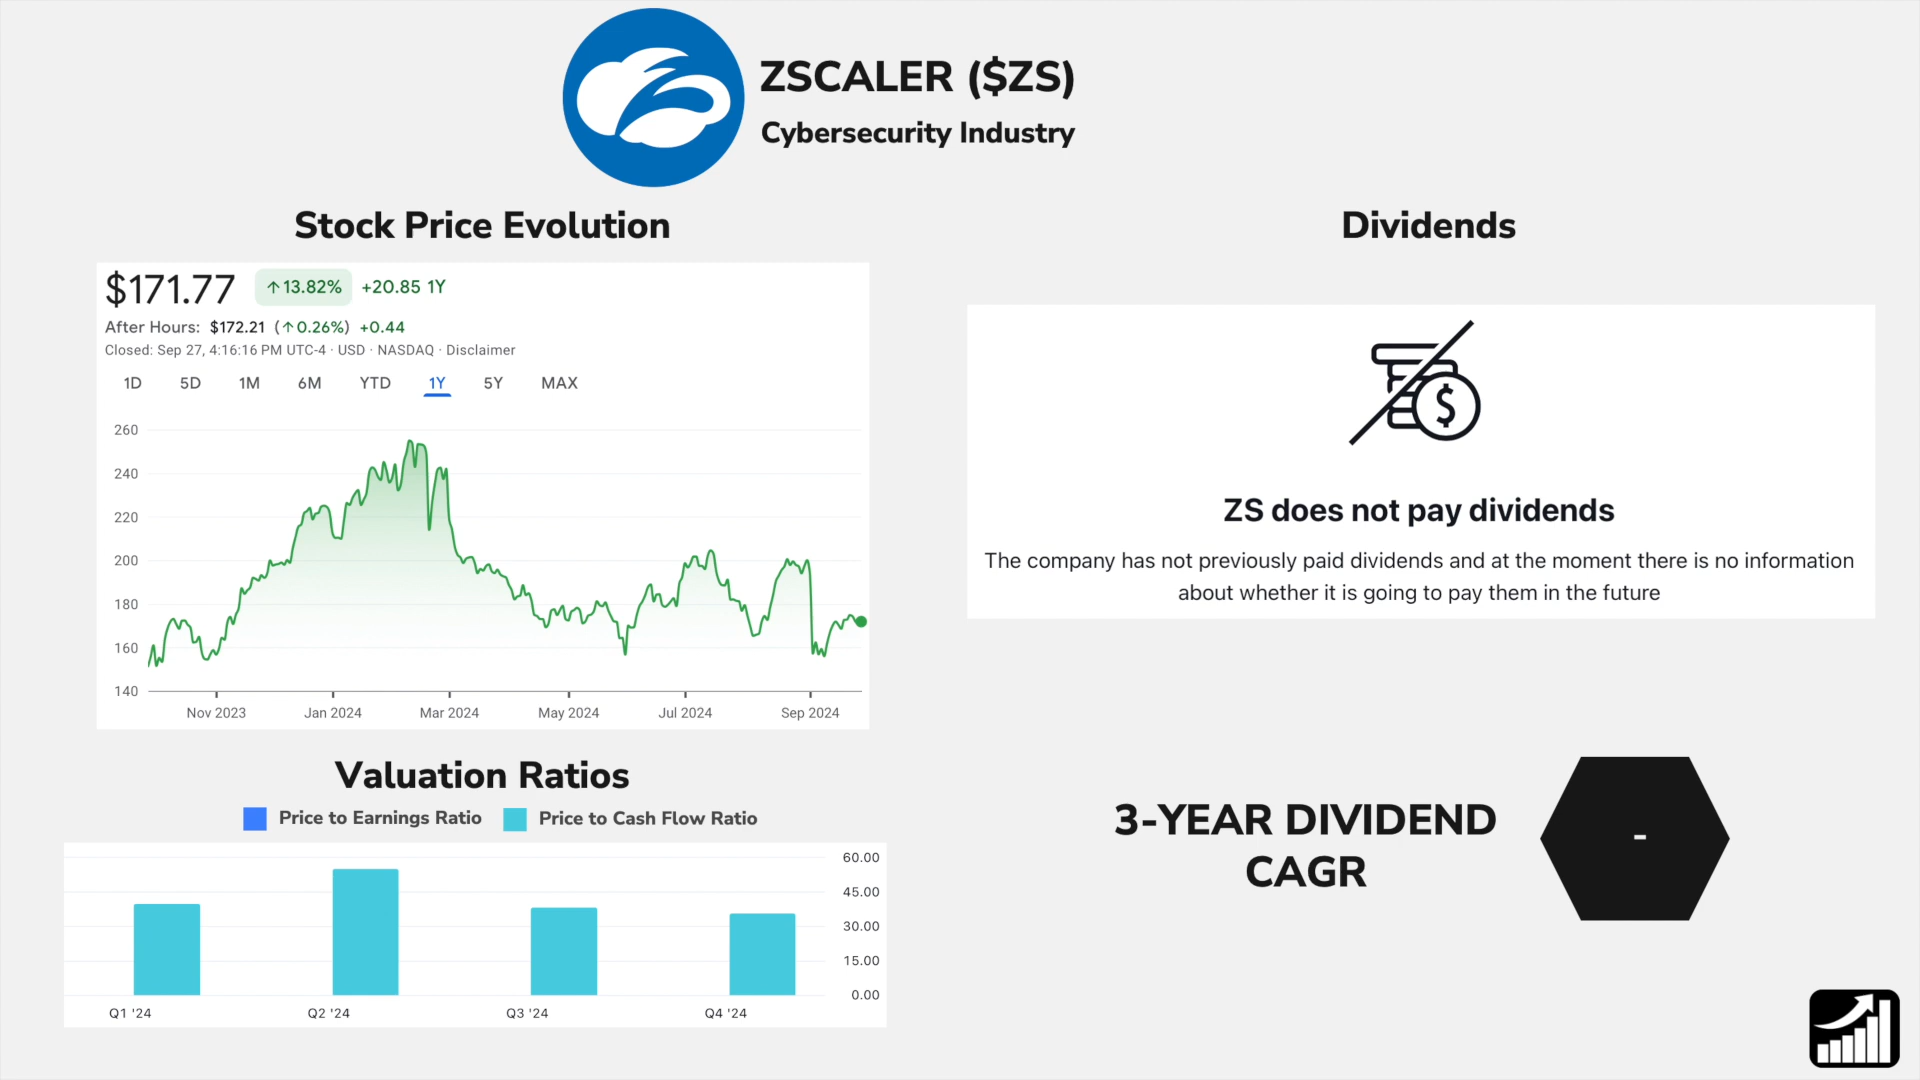 ZSCALER ($ZS)
Cybersecurity Industry
Stock Price Evolution
$171.77 ↑13.82% +20.85 1Y
After Hours: $172.21 (↑0.26%) +0.44
Closed: Sep 27, 4:16:16 PM UTC-4 · USD · NASDAQ · Disclaimer
1D 5D 1M 6M YTD 1Y 5Y MAX
260
240
220
200
180
160
140
Nov 2023 Jan 2024 Mar 2024 May 2024 Jul 2024 Sep 2024
Valuation Ratios
Price to Earnings Ratio Price to Cash Flow Ratio
60.00
45.00
30.00
15.00
0.00
Q1 '24 Q2 '24 Q3 '24 Q4 '24
Dividends
$
ZS does not pay dividends
The company has not previously paid dividends and at the moment there is no information
about whether it is going to pay them in the future
3-YEAR DIVIDEND
CAGR
-